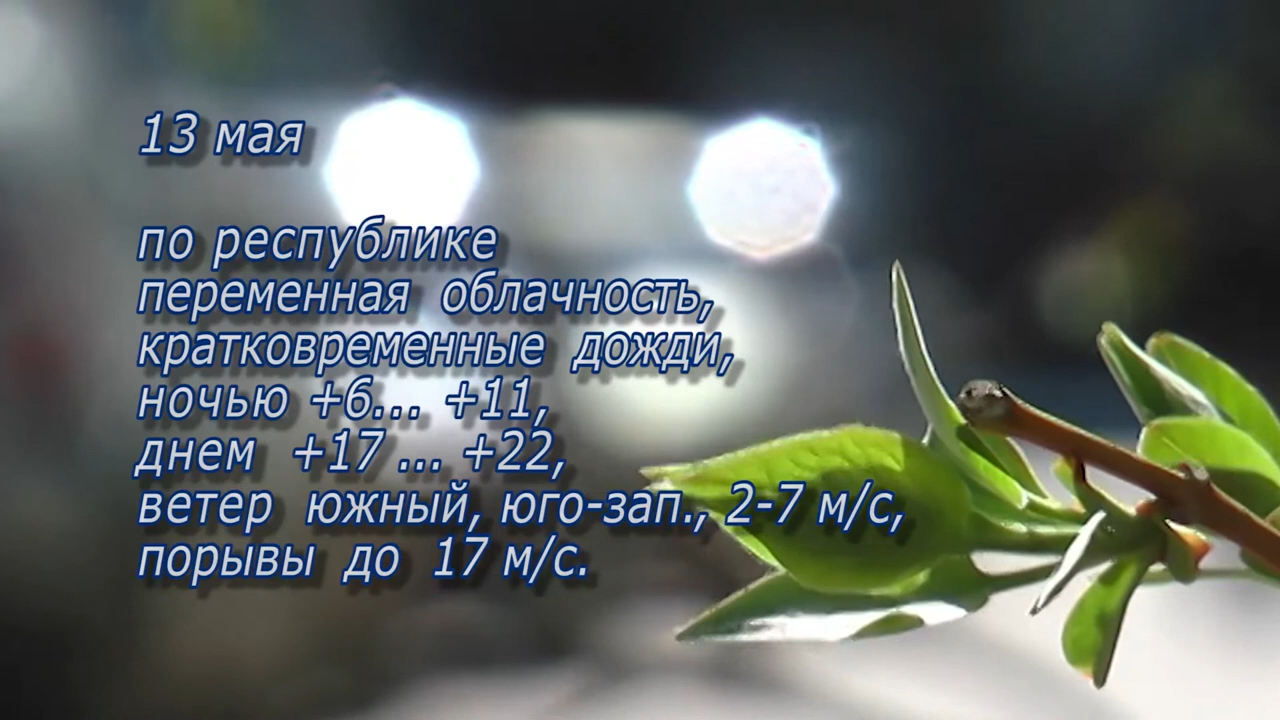 13 мая
по республике
переменная облачность,
кратковременные дожди,
ночью +6... +11,
днем +17 ... +22,
ветер южный, юго-зап., 2-7 м/с,
порывы до 17 м/с.